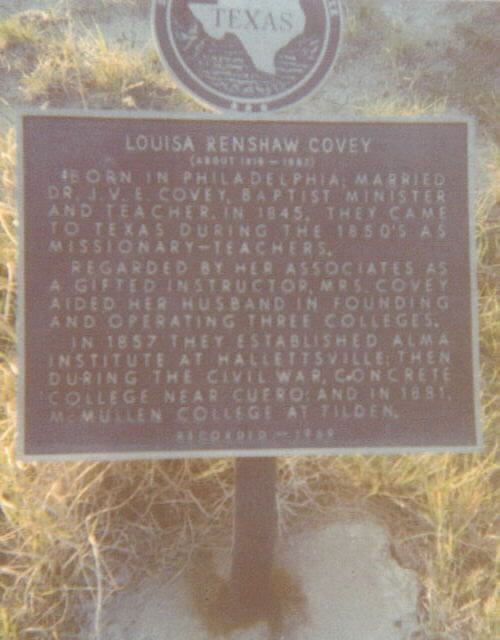 TEXAS
LOUISA RENSHAW COVEY
BORN IN PHILADELPHIA; MARRIED
DR. J. V. E. COVEY, BAPTIST MINISTER
AND TEACHER, IN 1845. THEY CAME
TO TEXAS DURING THE 1850'S AS
MISSIONARY-TEACHERS.
REGARDED BY HER ASSOCIATES AS
A GIFTED INSTRUCTOR, MRS. COVEY
AIDED HER HUSBAND IN FOUNDING
AND OPERATING THREE COLLEGES.
IN 1857 THEY ESTABLISHED ALMA
INSTITUTE AT HALLETTSVILLE; THEN
DURING THE CIVIL WAR, CONCRETE
COLLEGE NEAR CUERO; AND IN 1881,
MCMULLEN COLLEGE AT TILDEN.
RECORDED - 1969